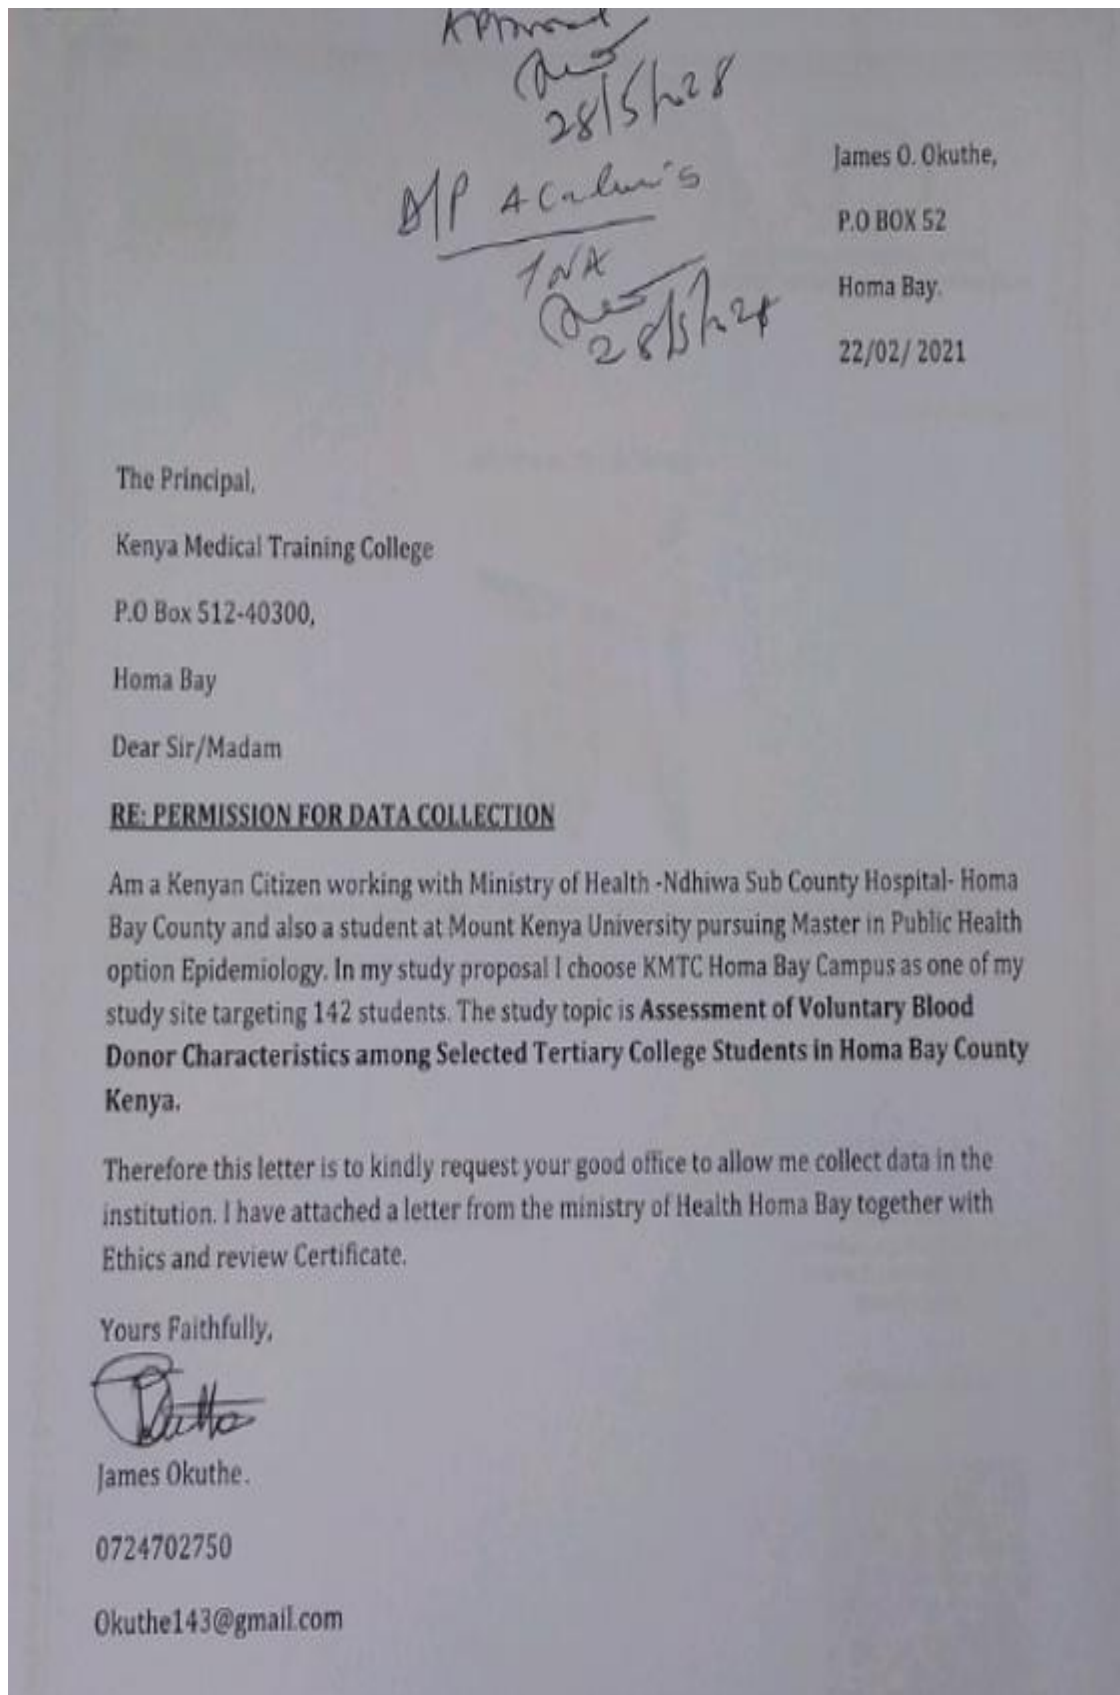 Approved
28/5/2028
D/P Academics
TNA
28/5/2028
James O. Okuthe,
P.O BOX 52
Homa Bay.
22/02/ 2021
The Principal,
Kenya Medical Training College
P.O Box 512-40300,
Homa Bay
Dear Sir/Madam
RE: PERMISSION FOR DATA COLLECTION
Am a Kenyan Citizen working with Ministry of Health -Ndhiwa Sub County Hospital- Homa
Bay County and also a student at Mount Kenya University pursuing Master in Public Health
option Epidemiology. In my study proposal I choose KMTC Homa Bay Campus as one of my
study site targeting 142 students. The study topic is Assessment of Voluntary Blood
Donor Characteristics among Selected Tertiary College Students in Homa Bay County
Kenya.
Therefore this letter is to kindly request your good office to allow me collect data in the
institution. I have attached a letter from the ministry of Health Homa Bay together with
Ethics and review Certificate.
Yours Faithfully,
James Okuthe.
0724702750
Okuthe143@gmail.com